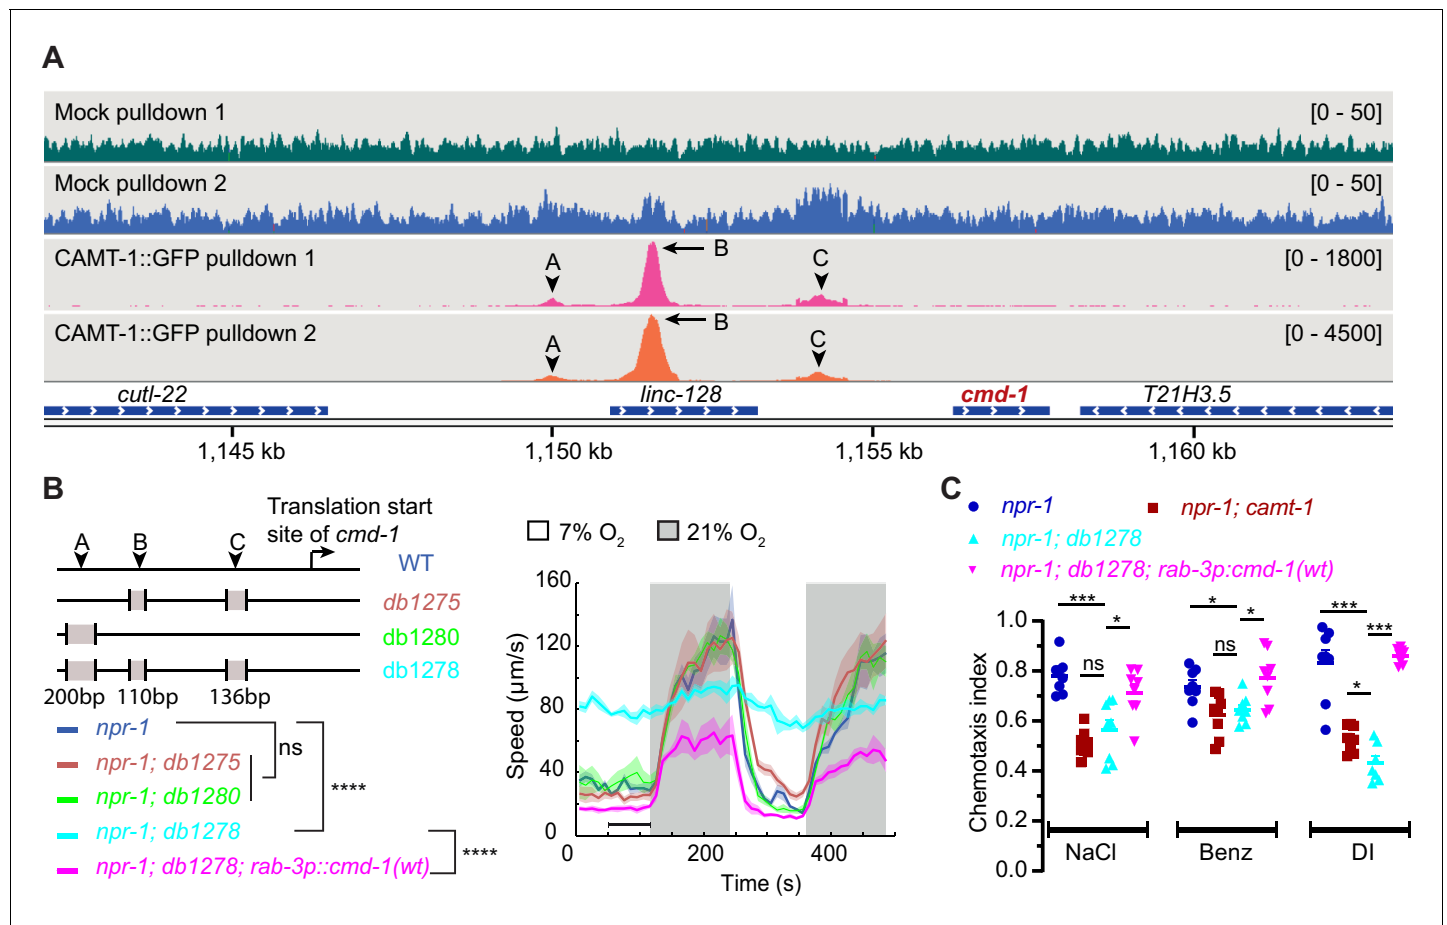 A
Mock pulldown 1 [0 - 50]
Mock pulldown 2 [0 - 50]
CAMT-1::GFP pulldown 1 A B C [0 - 1800]
CAMT-1::GFP pulldown 2 A B C [0 - 4500]
cutl-22 linc-128 cmd-1 T21H3.5
1,145 kb 1,150 kb 1,155 kb 1,160 kb
B
Translation start
site of cmd-1
A B C
WT
db1275
db1280
db1278
200bp 110bp 136bp
npr-1
npr-1; db1275
npr-1; db1280
npr-1; db1278
npr-1; db1278; rab-3p::cmd-1(wt)
ns
****
****
7% O2 21% O2
Speed (µm/s)
160
120
80
40
0
0 200 400
Time (s)
C
npr-1 npr-1; camt-1
npr-1; db1278
npr-1; db1278; rab-3p:cmd-1(wt)
Chemotaxis index
1.0
0.8
0.6
0.4
0.2
0.0
*** * ns
* * ns
*** *** *
NaCl Benz DI